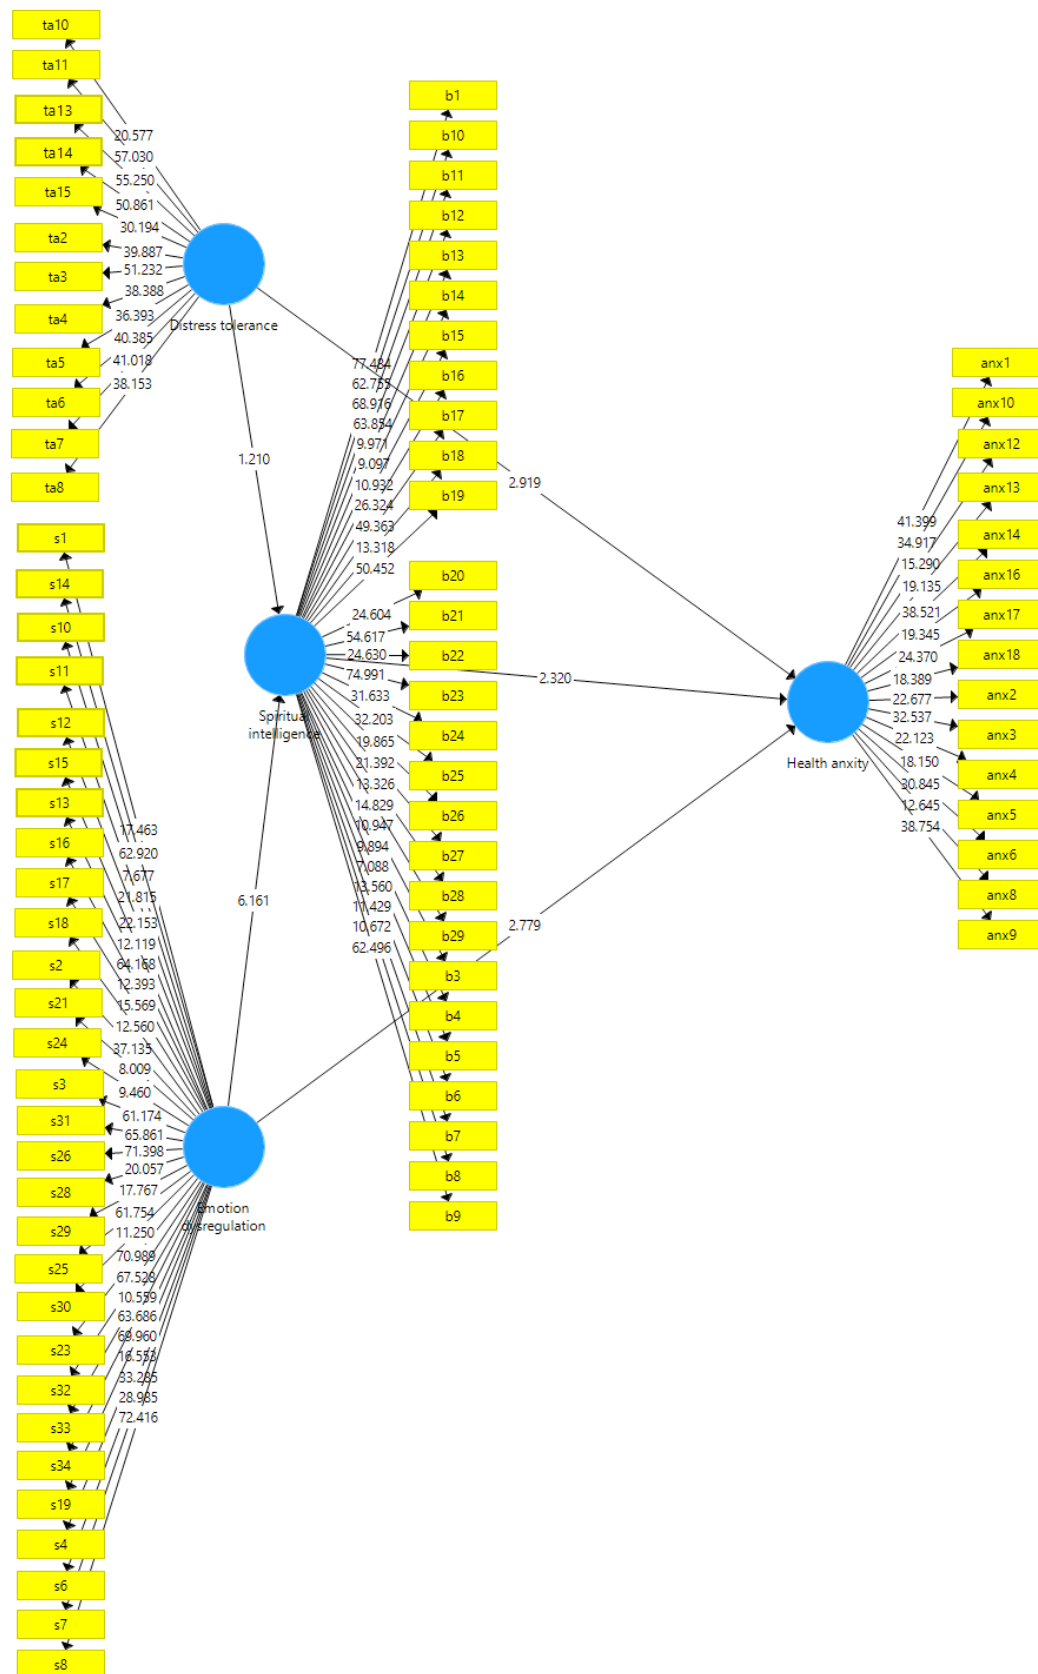 ta10
ta11
ta13
ta14
ta15
ta2
ta3
ta4
ta5
ta6
ta7
ta8
20.577
57.030
55.250
50.861
30.194
39.887
51.232
38.388
36.393
40.385
41.018
38.153
Distress tolerance
1.210
2.919
s1
s14
s10
s11
s12
s15
s13
s16
s17
s18
s2
s21
s24
s3
s31
s26
s28
s29
s25
s30
s23
s32
s33
s34
s19
s4
s6
s7
s8
17.463
62.920
7.677
21.815
22.153
12.119
64.168
12.393
15.569
12.560
37.135
8.009
9.460
61.174
65.861
71.398
20.057
17.767
61.754
11.250
70.989
67.528
10.559
63.686
69.960
16.553
33.285
28.985
72.416
Emotion
dysregulation
6.161
2.779
b1
b10
b11
b12
b13
b14
b15
b16
b17
b18
b19
b20
b21
b22
b23
b24
b25
b26
b27
b28
b29
b3
b4
b5
b6
b7
b8
b9
77.484
62.755
68.916
63.854
9.971
9.097
10.932
26.324
49.363
13.318
50.452
24.604
54.617
24.630
74.991
31.633
32.203
19.865
21.392
13.326
14.829
10.947
9.894
7.088
13.560
11.429
10.672
62.496
Spiritual
intelligence
2.320
anx1
anx10
anx12
anx13
anx14
anx16
anx17
anx18
anx2
anx3
anx4
anx5
anx6
anx8
anx9
41.399
34.917
15.290
19.135
38.521
19.345
24.370
18.389
22.677
32.537
22.123
18.150
30.845
12.645
38.754
Health anxity